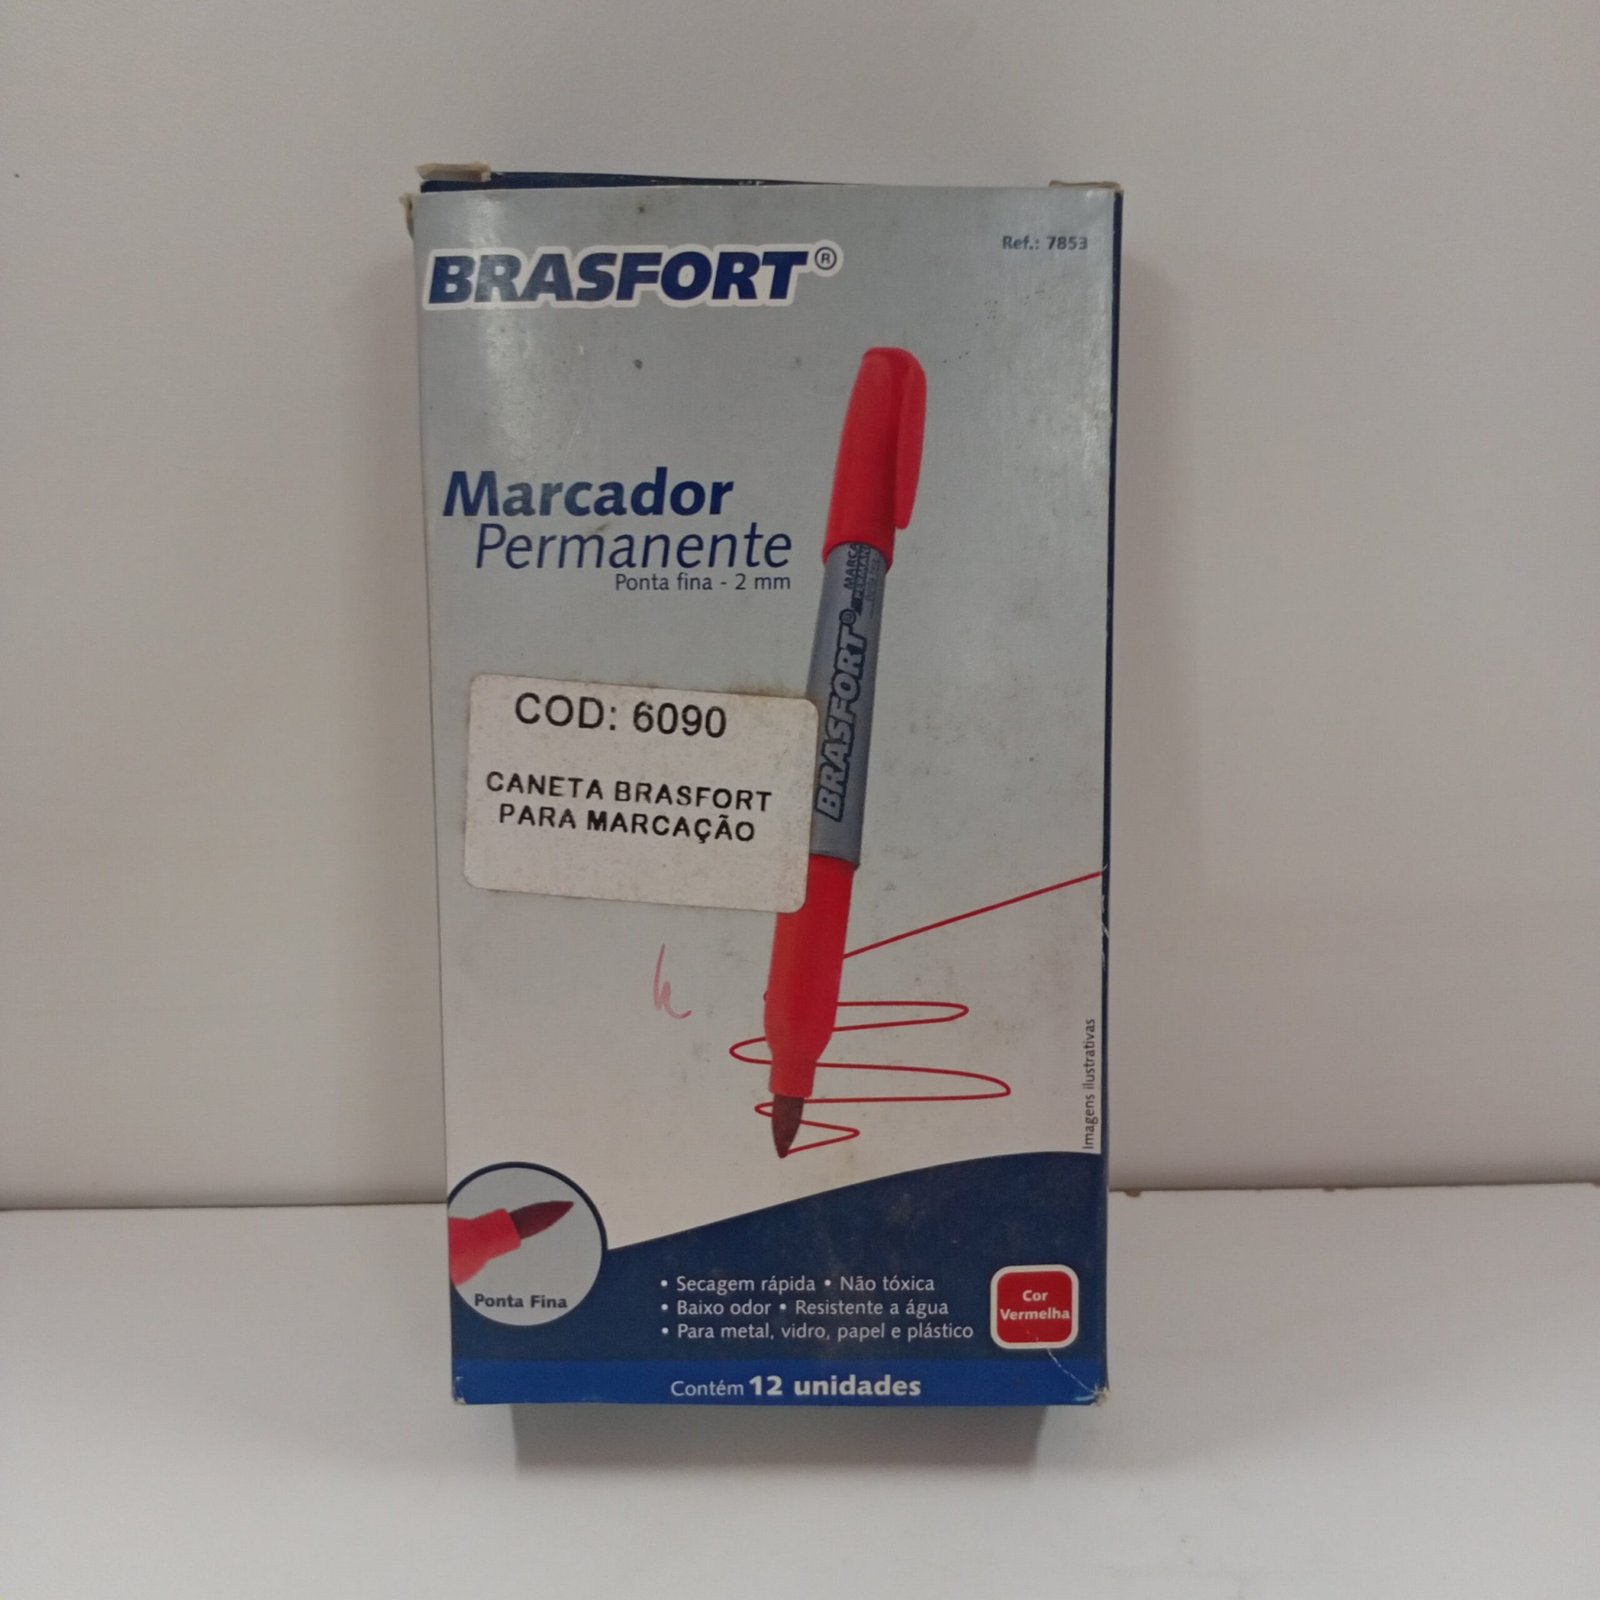 BRASFORT®
Ref.: 7853
Marcador
Permanente
Ponta fina - 2 mm
BRASFORT®
COD: 6090
CANETA BRASFORT
PARA MARCAÇÃO
Imagens ilustrativas
Ponta Fina
• Secagem rápida • Não tóxica
• Baixo odor • Resistente a água
• Para metal, vidro, papel e plástico
Cor
Vermelha
Contém 12 unidades